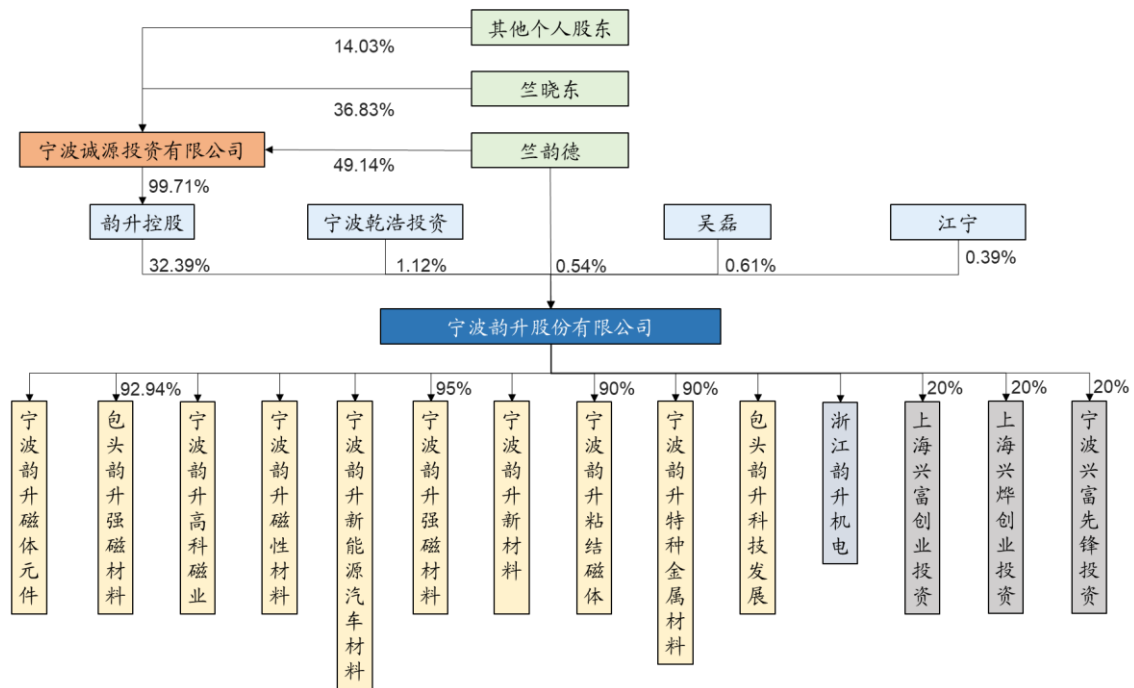 其他个人股东
14.03%
竺晓东
36.83%
宁波诚源投资有限公司
竺韵德
49.14%
99.71%
韵升控股
宁波乾浩投资
吴磊
江宁
32.39%
1.12%
0.54%
0.61%
0.39%
宁波韵升股份有限公司
92.94%
95%
90%
90%
20%
20%
20%
宁波韵升磁体元件
包头韵升强磁材料
宁波韵升高科磁业
宁波韵升磁性材料
宁波韵升新能源汽车材料
宁波韵升强磁材料
宁波韵升新材料
宁波韵升粘结磁体
宁波韵升特种金属材料
包头韵升科技发展
浙江韵升机电
上海兴富创业投资
上海兴烨创业投资
宁波兴富先锋投资